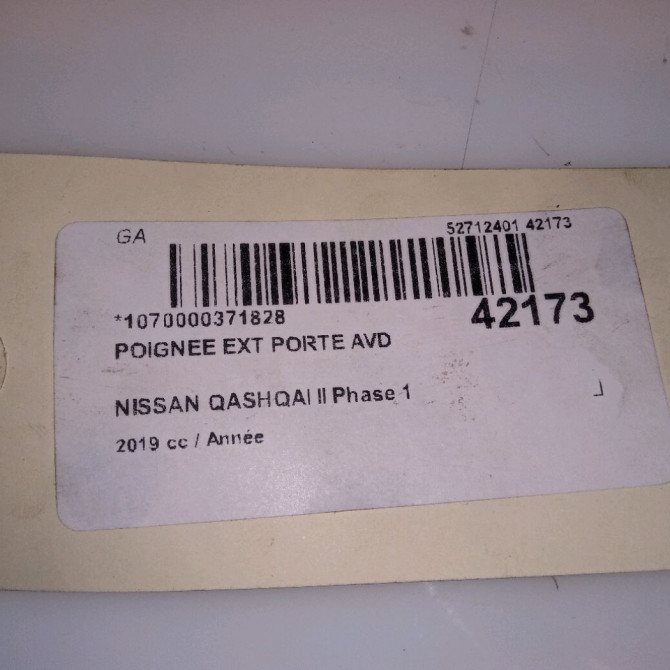 GA 52712401 42173
*1070000371828 42173
POIGNEE EXT PORTE AVD
NISSAN QASHQAI II Phase 1
2019 cc / Année